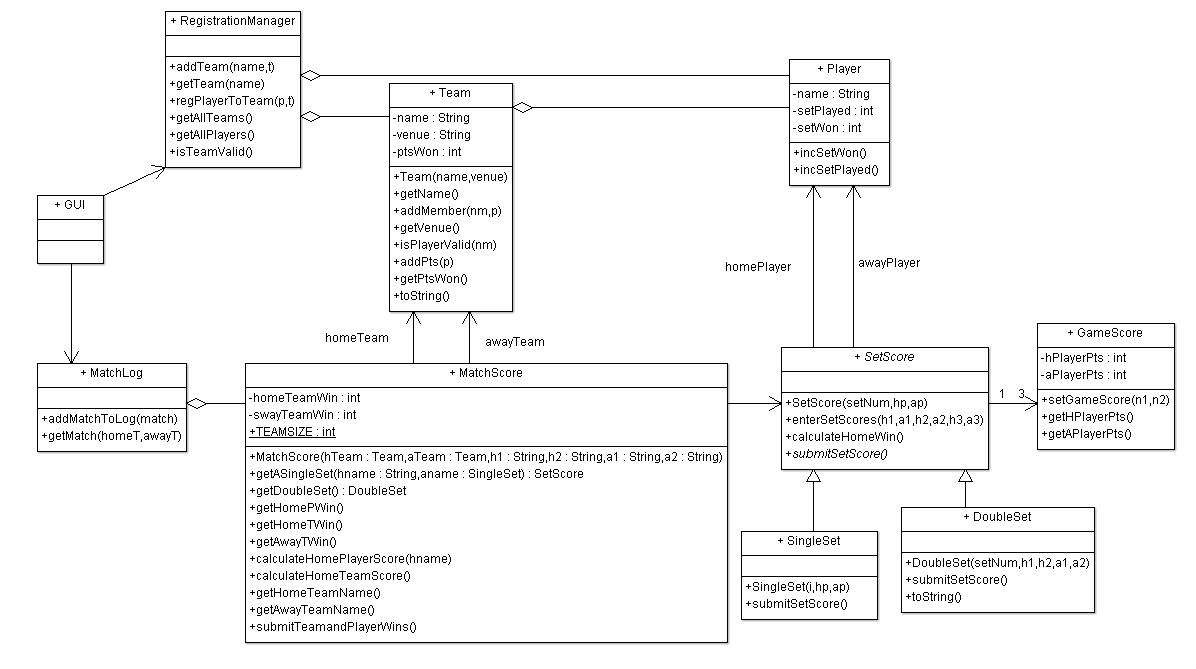 + RegistrationManager
+addTeam(name,t)
+getTeam(name)
+regPlayerToTeam(p,t)
+getAllTeams()
+getAllPlayers()
+isTeamValid()
+ Team
-name : String
-venue : String
-ptsWon : int
+Team(name,venue)
+getName()
+addMember(nm,p)
+getVenue()
+isPlayerValid(nm)
+addPts(p)
+getPtsWon()
+toString()
+ Player
-name : String
-setPlayed : int
-setWon : int
+incSetWon()
+incSetPlayed()
+ GUI
homePlayer
awayPlayer
homeTeam
awayTeam
+ MatchLog
+addMatchToLog(match)
+getMatch(homeT,awayT)
+ MatchScore
-homeTeamWin : int
-swayTeamWin : int
+TEAMSIZE : int
+MatchScore(hTeam : Team,aTeam : Team,h1 : String,h2 : String,a1 : String,a2 : String)
+getASingleSet(hname : String,aname : SingleSet) : SetScore
+getDoubleSet() : DoubleSet
+getHomePWin()
+getHomeTWin()
+getAwayTWin()
+calculateHomePlayerScore(hname)
+calculateHomeTeamScore()
+getHomeTeamName()
+getAwayTeamName()
+submitTeamandPlayerWins()
+ SetScore
+SetScore(setNum,hp,ap)
+enterSetScores(h1,a1,h2,a2,h3,a3)
+calculateHomeWin()
+submitSetScore()
1 3
+ GameScore
-hPlayerPts : int
-aPlayerPts : int
+setGameScore(n1,n2)
+getHPlayerPts()
+getAPlayerPts()
+ SingleSet
+SingleSet(i,hp,ap)
+submitSetScore()
+ DoubleSet
+DoubleSet(setNum,h1,h2,a1,a2)
+submitSetScore()
+toString()